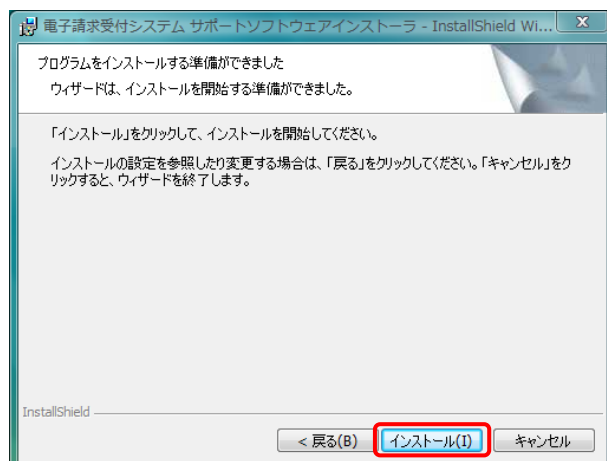 電子請求受付システム サポートソフトウェアインストーラ - InstallShield Wi...
プログラムをインストールする準備ができました
ウィザードは、インストールを開始する準備ができました。
「インストール」をクリックして、インストールを開始してください。
インストールの設定を参照したり変更する場合は、「戻る」をクリックしてください。「キャンセル」をク
リックすると、ウィザードを終了します。
InstallShield
< 戻る(B) インストール(I) キャンセル